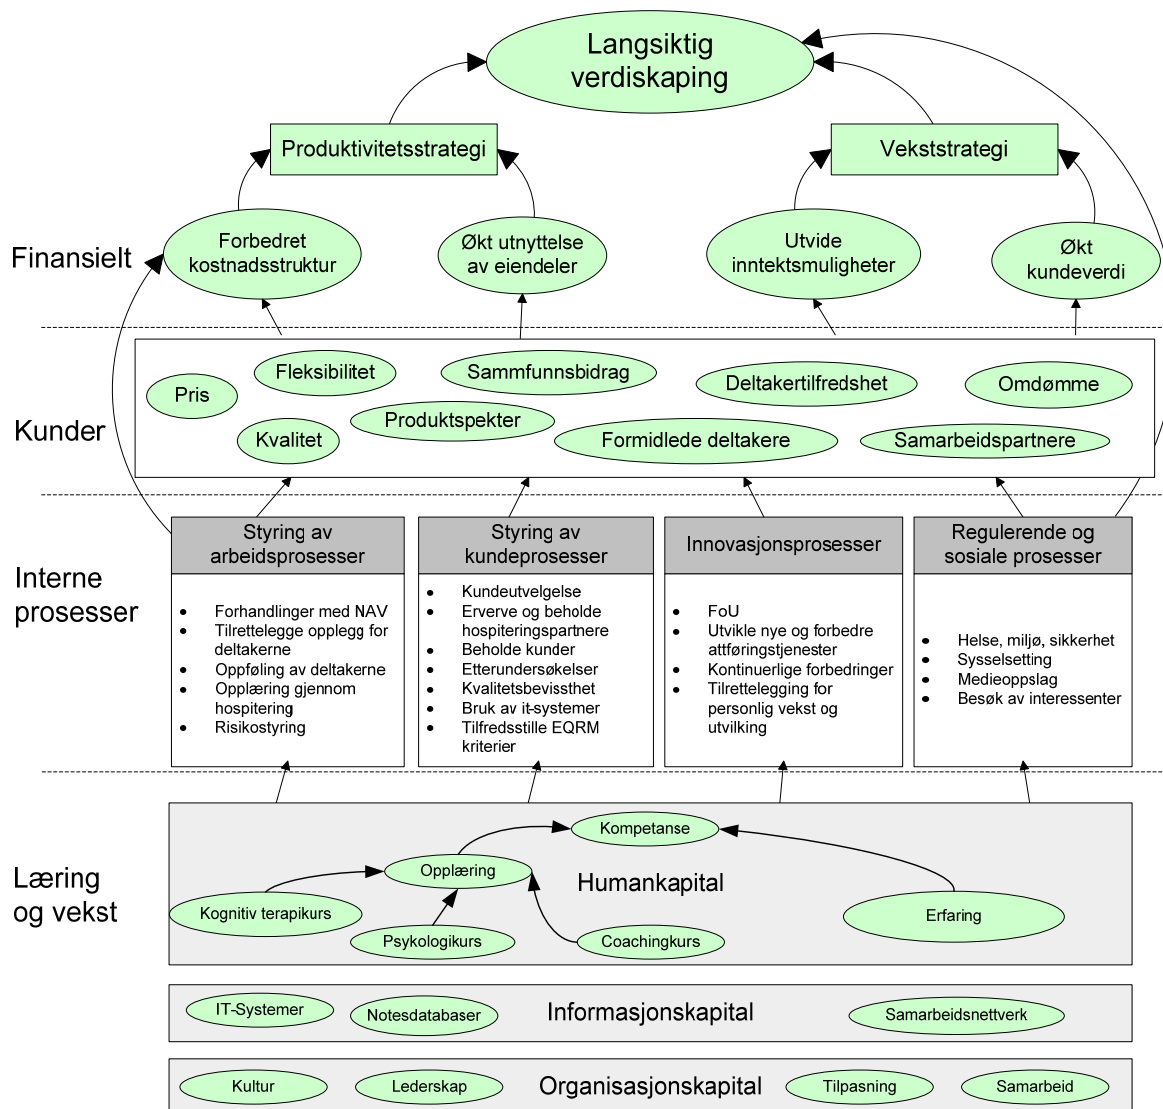 Langsiktig
verdiskaping
Produktivitetsstrategi
Vekststrategi
Finansielt
Forbedret
kostnadsstruktur
Økt utnyttelse
av eiendeler
Utvide
inntektsmuligheter
Økt
kundeverdi
Kunder
Pris
Fleksibilitet
Sammfunnsbidrag
Deltakertilfredshet
Omdømme
Kvalitet
Produktspekter
Formidlede deltakere
Samarbeidspartnere
Interne
prosesser
Styring av
arbeidsprosesser
• Forhandlinger med NAV
• Tilrettelegge opplegg for
deltakerne
• Oppføling av deltakerne
• Opplæring gjennom
hospitering
• Risikostyring
Styring av
kundeprosesser
• Kundeutvelgelse
• Erverve og beholde
hospiteringspartnere
• Beholde kunder
• Etterundersøkelser
• Kvalitetsbevissthet
• Bruk av it-systemer
• Tilfredsstille EQRM
kriterier
Innovasjonsprosesser
• FoU
• Utvikle nye og forbedre
attføringstjenester
• Kontinuerlige forbedringer
• Tilrettelegging for
personlig vekst og
utvilking
Regulerende og
sosiale prosesser
• Helse, miljø, sikkerhet
• Sysselsetting
• Medieoppslag
• Besøk av interessenter
Læring
og vekst
Kompetanse
Opplæring
Humankapital
Kognitiv terapikurs
Psykologikurs
Coachingkurs
Erfaring
IT-Systemer
Notesdatabaser
Informasjonskapital
Samarbeidsnettverk
Kultur
Lederskap
Organisasjonskapital
Tilpasning
Samarbeid